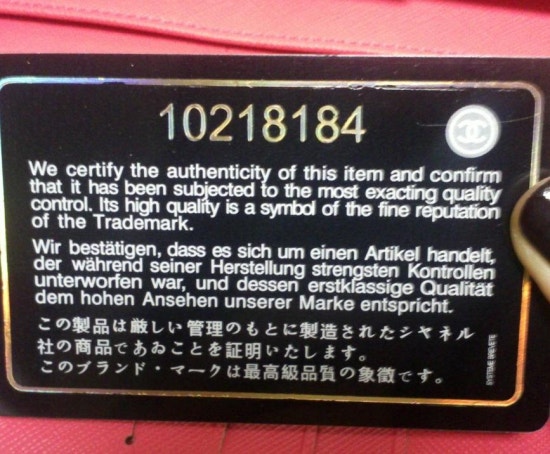 10218184
We certify the authenticity of this item and confirm
that it has been subjected to the most exacting quality
control. Its high quality is a symbol of the fine reputation
of the Trademark.
Wir bestätigen, dass es sich um einen Artikel handelt,
der während seiner Herstellung strengsten Kontrollen
unterworfen war, und dessen erstklassige Qualität
dem hohen Ansehen unserer Marke entspricht.
この製品は厳しい管理のもとに製造されたシヤネル
社の商品であゐことを証明いたします。
このブランド・マークは最高級品質の象徴です。
SYSTEME BREVETE